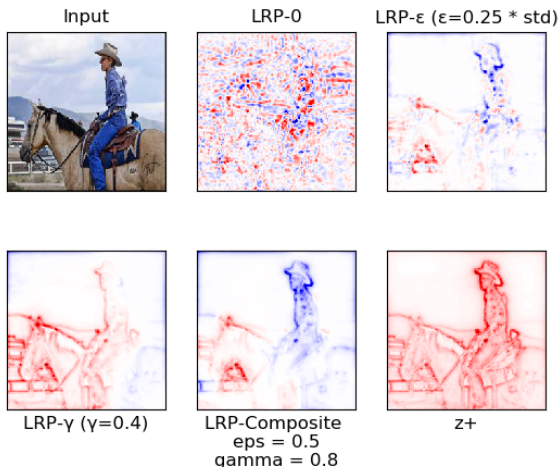 Input
LRP-0
LRP-ε (ε=0.25 * std)
LRP-γ (γ=0.4)
LRP-Composite
eps = 0.5
gamma = 0.8
z+